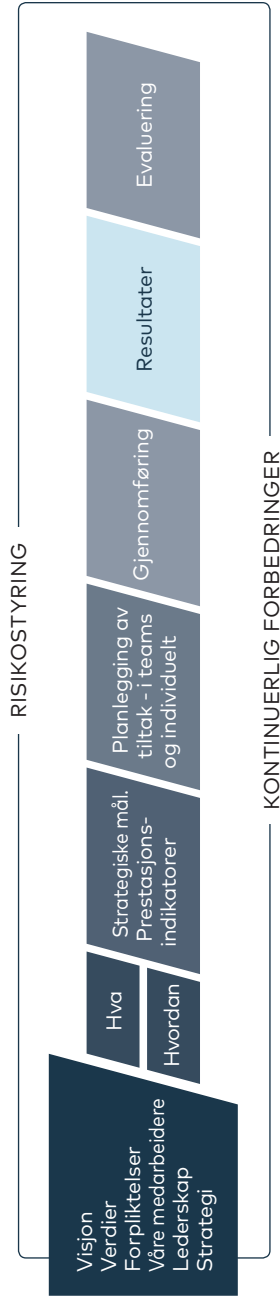 RISIKOSTYRING
Visjon
Verdier
Forpliktelser
Våre medarbeidere
Lederskap
Strategi
Hva
Hvordan
Strategiske mål.
Prestasjons-
indikatorer
Planlegging av
tiltak - i teams
og individuelt
Gjennomføring
Resultater
Evaluering
KONTINUERLIG FORBEDRINGER